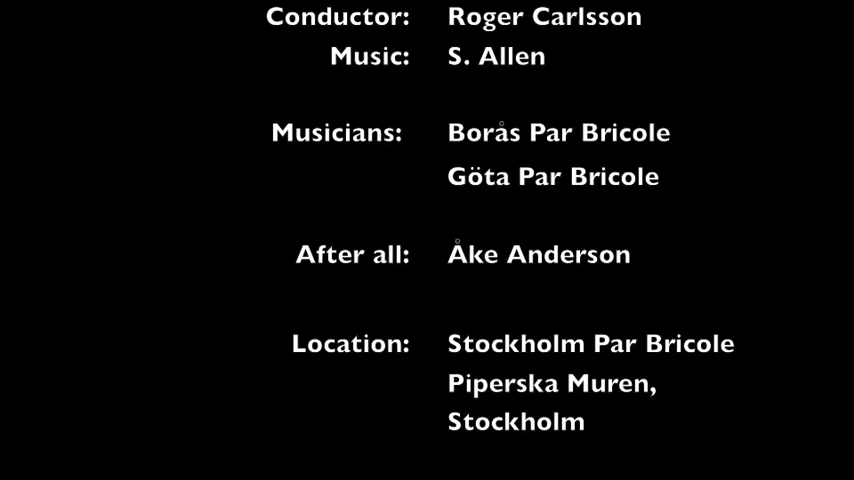 Conductor: Roger Carlsson
Music: S. Allen
Musicians: Borås Par Bricole
Göta Par Bricole
After all: Åke Anderson
Location: Stockholm Par Bricole
Piperska Muren,
Stockholm